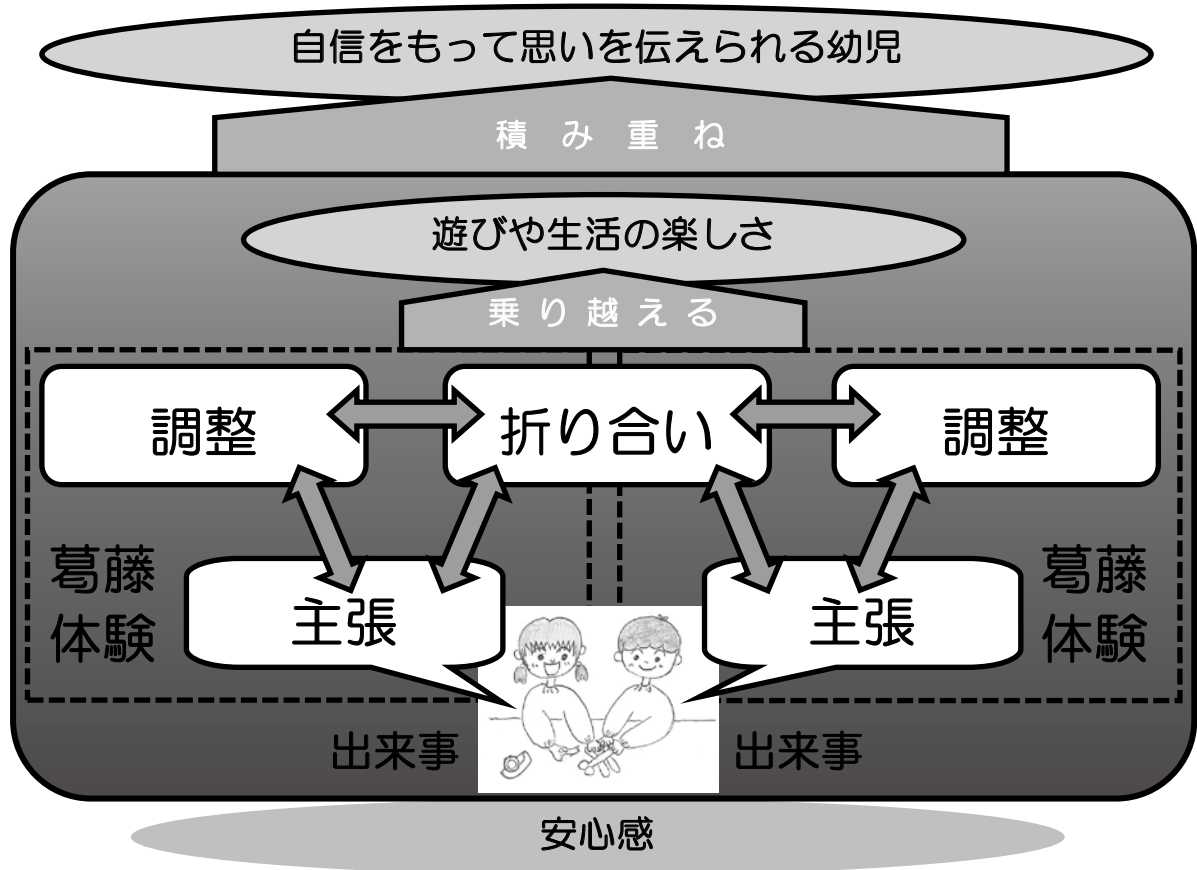 自信をもって思いを伝えられる幼児
積み重ね
遊びや生活の楽しさ
乗り越える
調整
折り合い
調整
葛藤
体験
主張
主張
葛藤
体験
出来事
出来事
安心感